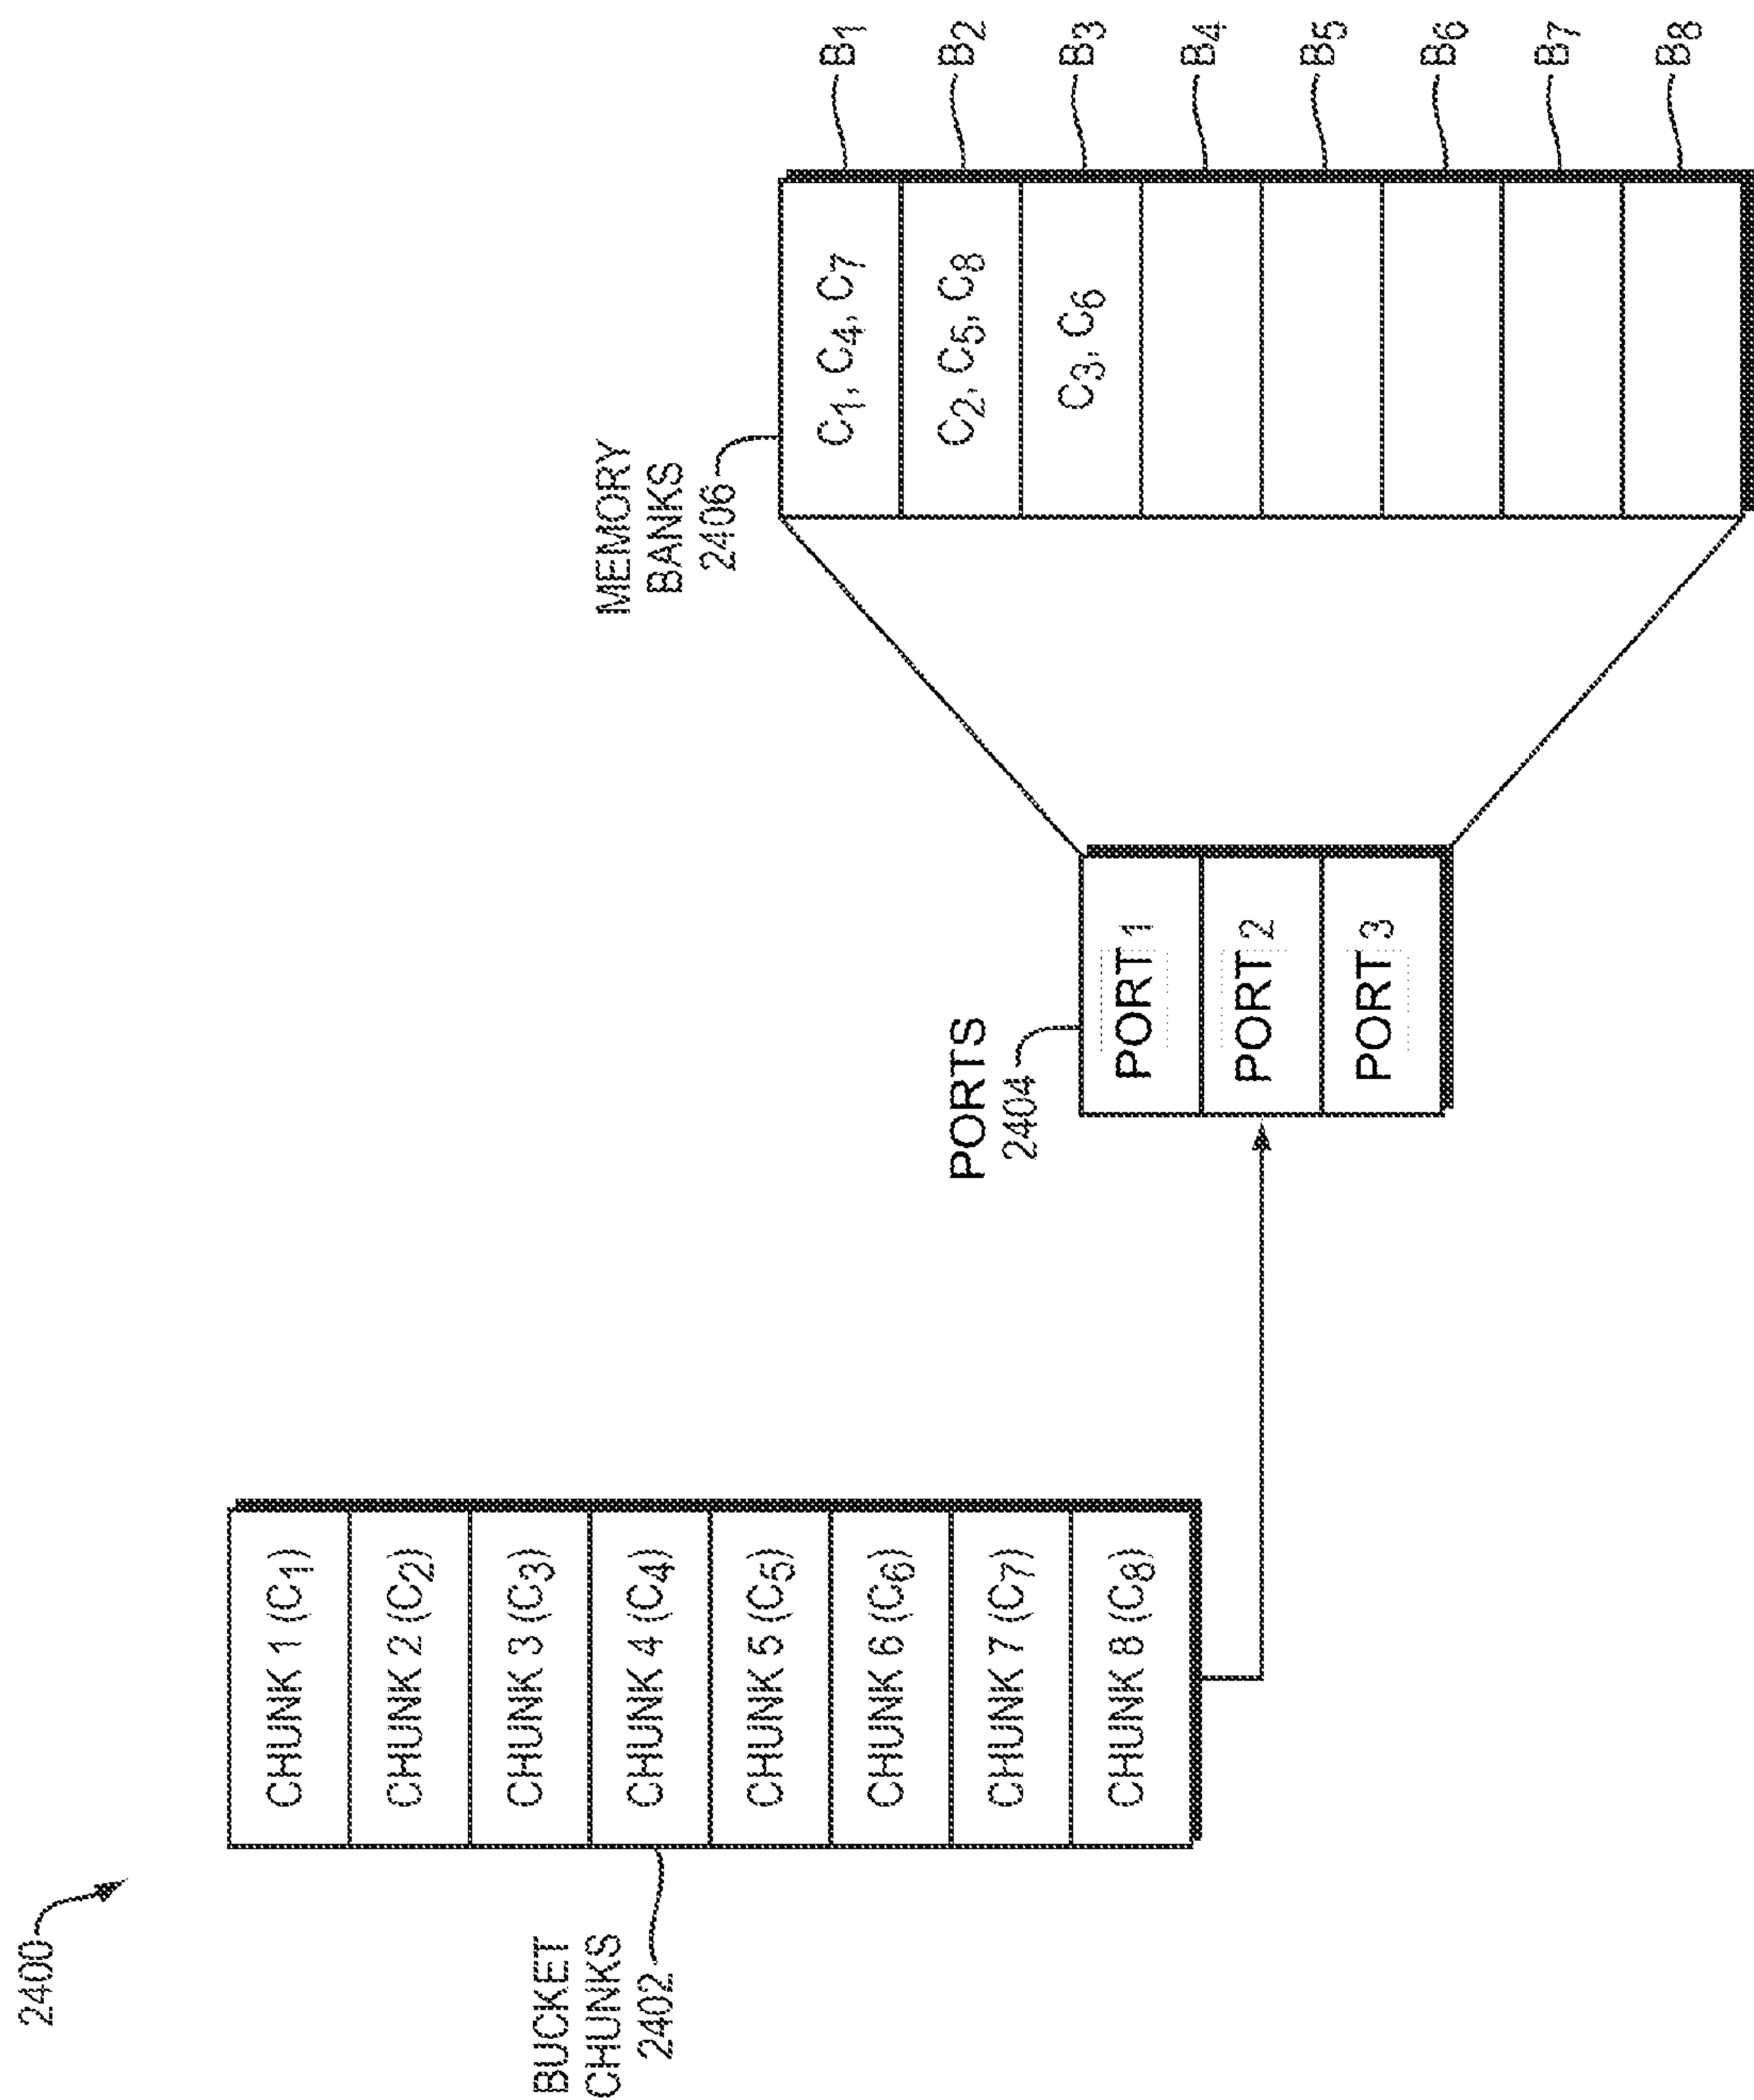 2400
BUCKET
CHUNKS
2402
CHUNK 1 (C1)
CHUNK 2 (C2)
CHUNK 3 (C3)
CHUNK 4 (C4)
CHUNK 5 (C5)
CHUNK 6 (C6)
CHUNK 7 (C7)
CHUNK 8 (C8)
PORTS
2404
PORT 1
PORT 2
PORT 3
MEMORY
BANKS
2406
C1, C4, C7
C2, C5, C8
C3, C6
B1
B2
B3
B4
B5
B6
B7
B8